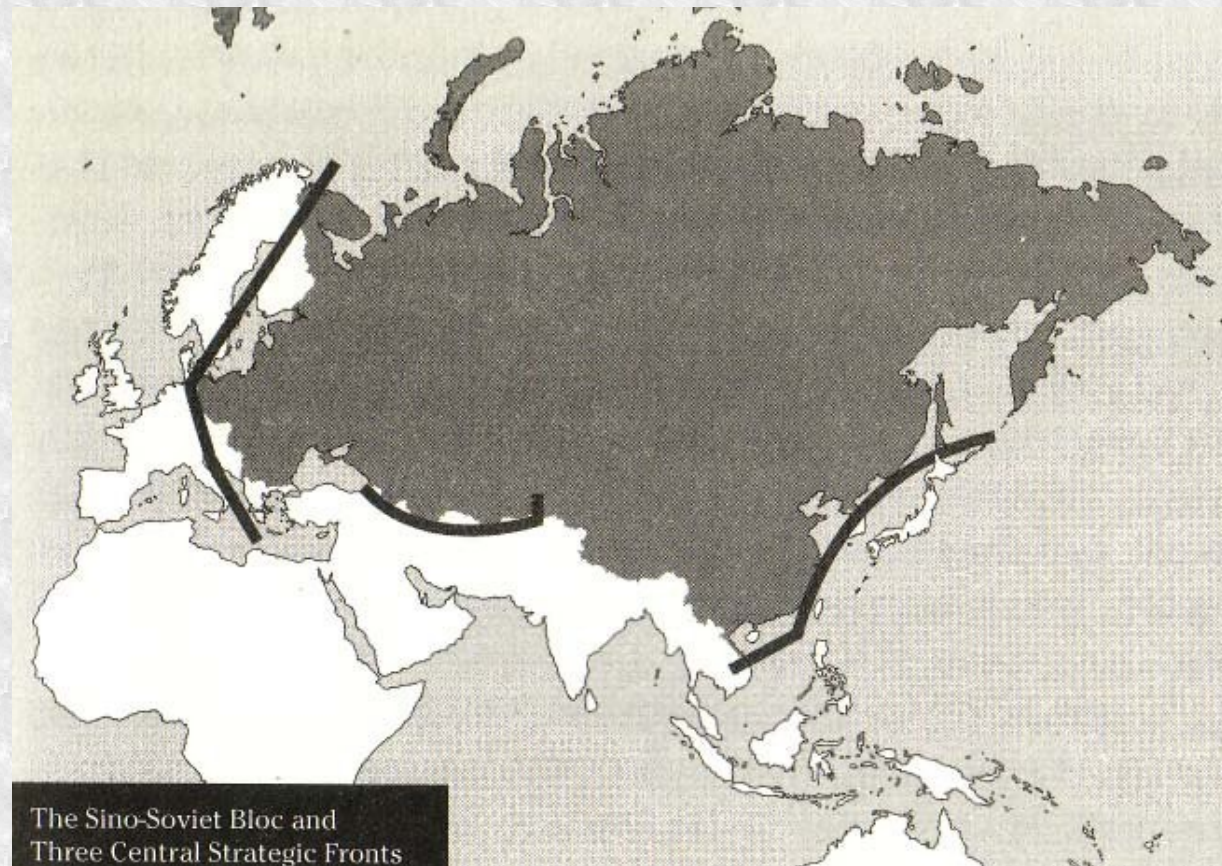 The Sino-Soviet Bloc and
Three Central Strategic Fronts